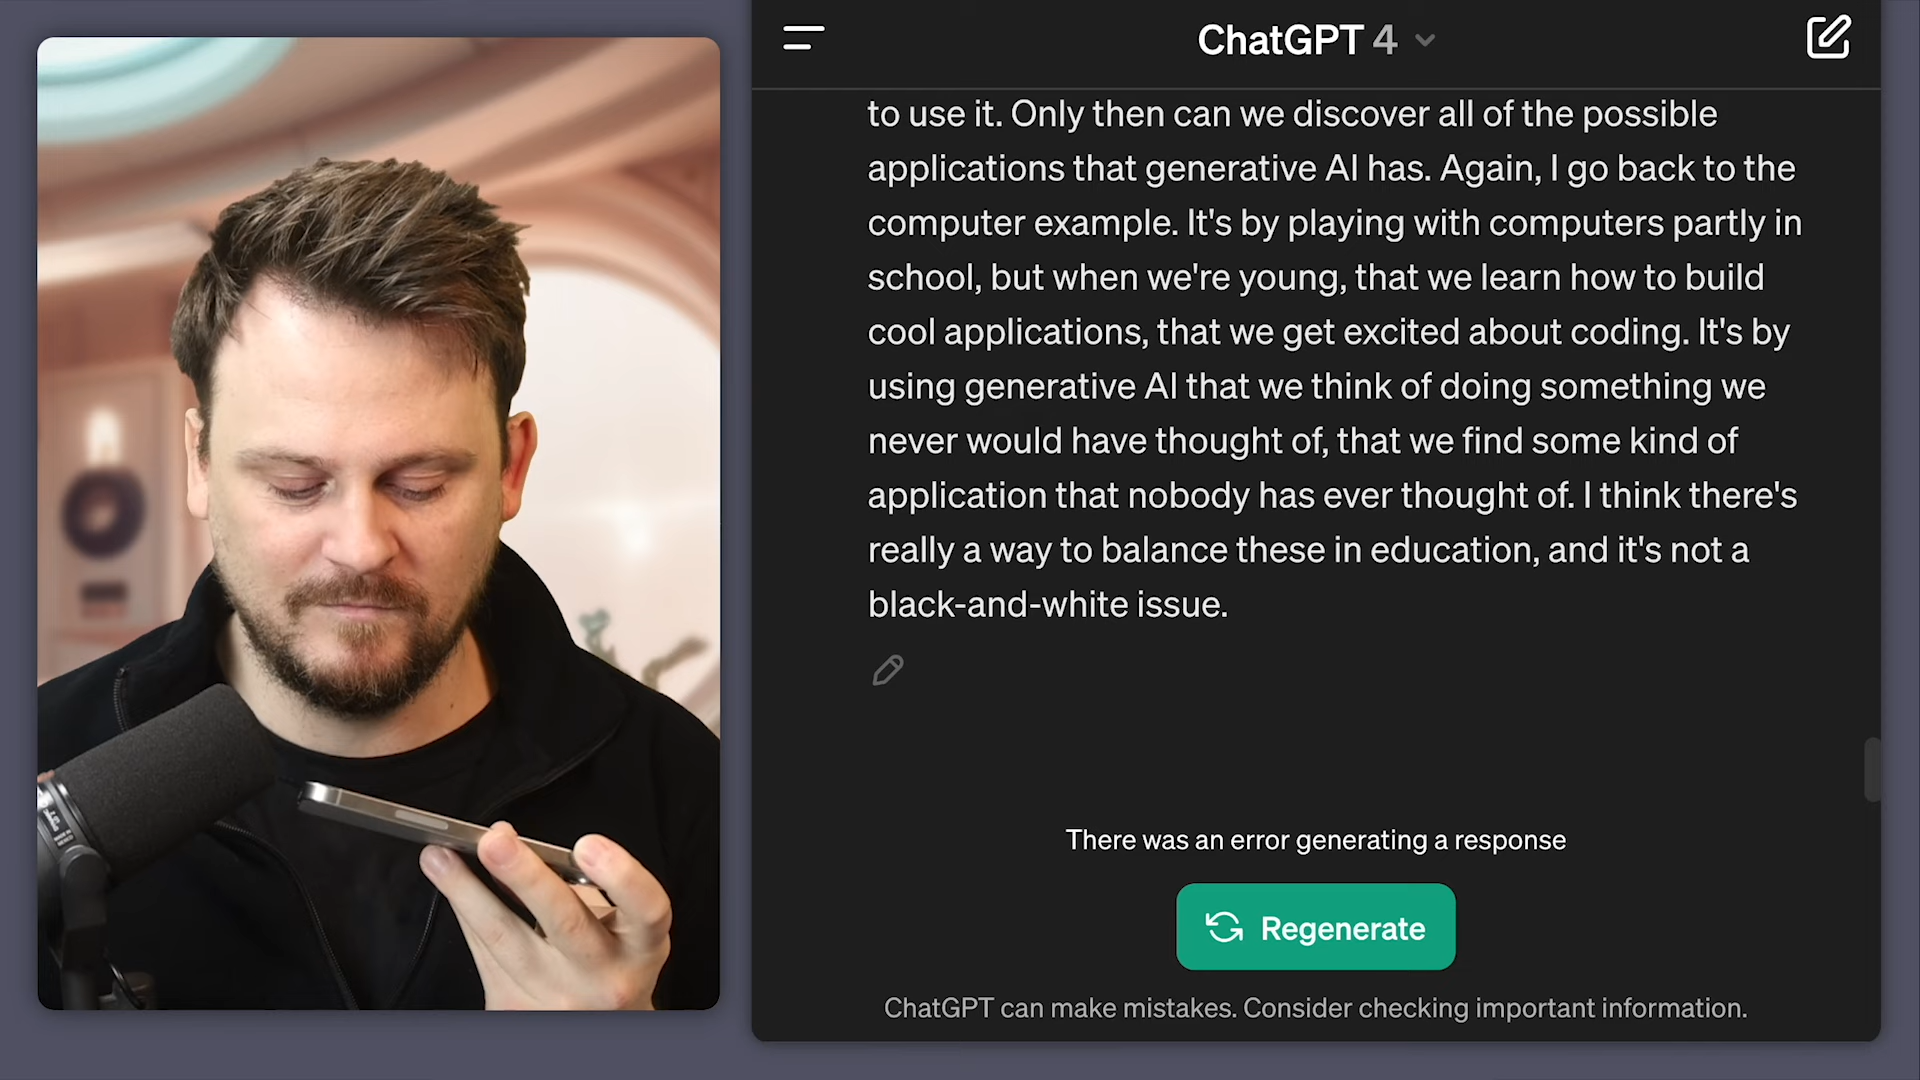 ChatGPT 4
to use it. Only then can we discover all of the possible
applications that generative AI has. Again, I go back to the
computer example. It's by playing with computers partly in
school, but when we're young, that we learn how to build
cool applications, that we get excited about coding. It's by
using generative AI that we think of doing something we
never would have thought of, that we find some kind of
application that nobody has ever thought of. I think there's
really a way to balance these in education, and it's not a
black-and-white issue.
There was an error generating a response
Regenerate
ChatGPT can make mistakes. Consider checking important information.